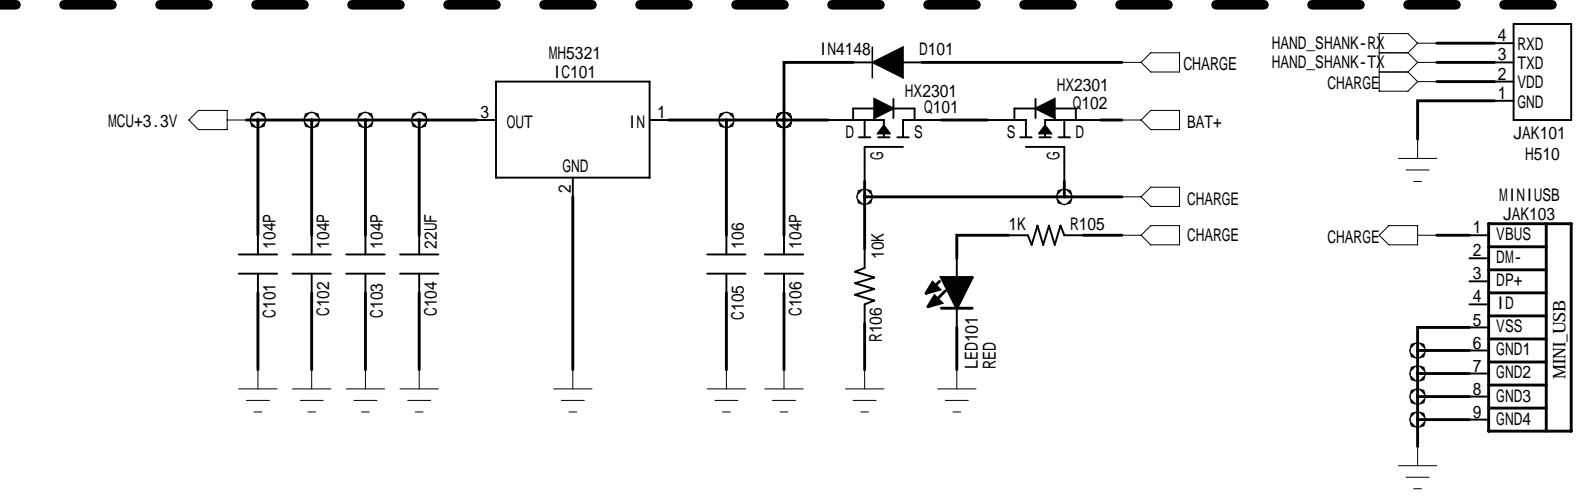 MH5321
IC101
MCU+3.3V
3
OUT
IN
1
GND
2
104P
C101
104P
C102
104P
C103
22UF
C104
106
C105
104P
C106
IN4148
D101
CHARGE
HX2301
Q101
D
S
G
HX2301
Q102
S
D
G
BAT+
CHARGE
10K
R106
1K
R105
CHARGE
LED101
RED
HAND_SHANK-RX
4
RXD
HAND_SHANK-TX
3
TXD
CHARGE
2
VDD
1
GND
JAK101
H510
MINIUSB
JAK103
CHARGE
1
VBUS
2
DM-
3
DP+
4
ID
5
VSS
6
GND1
7
GND2
8
GND3
9
GND4
MINI_USB